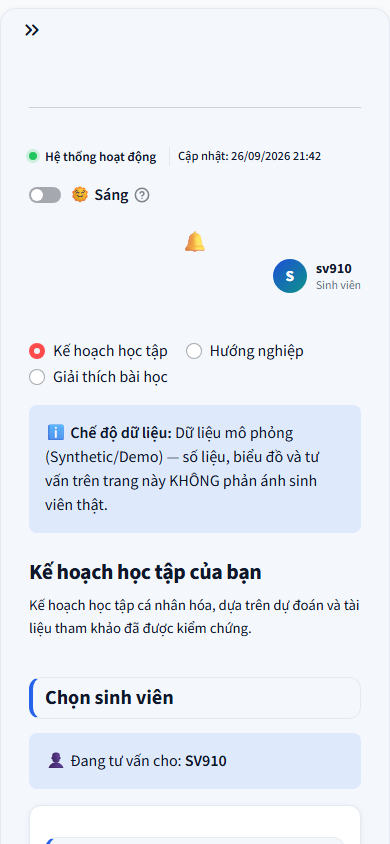 Hệ thống hoạt động
Cập nhật: 26/09/2026 21:42
Sáng
S
sv910
Sinh viên
Kế hoạch học tập
Hướng nghiệp
Giải thích bài học
Chế độ dữ liệu: Dữ liệu mô phỏng
(Synthetic/Demo) — số liệu, biểu đồ và tư
vấn trên trang này KHÔNG phản ánh sinh
viên thật.
Kế hoạch học tập của bạn
Kế hoạch học tập cá nhân hóa, dựa trên dự đoán và tài
liệu tham khảo đã được kiểm chứng.
Chọn sinh viên
Đang tư vấn cho: SV910